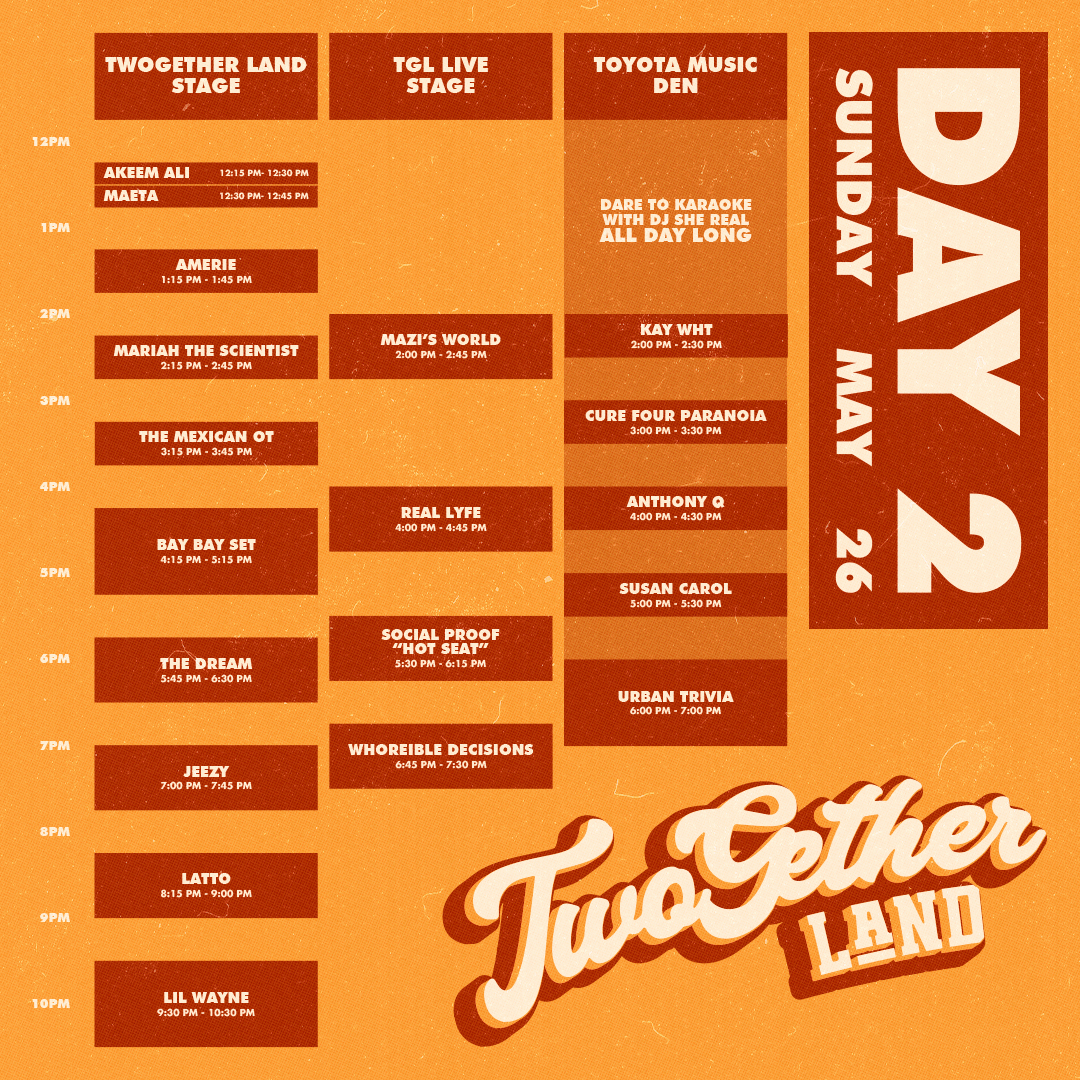 TWOGETHER LAND
STAGE
TGL LIVE
STAGE
TOYOTA MUSIC
DEN
DAY 2
SUNDAY MAY 26
12PM
1PM
2PM
3PM
4PM
5PM
6PM
7PM
8PM
9PM
10PM
AKEEM ALI 12:15 PM- 12:30 PM
MAETA 12:30 PM- 12:45 PM
AMERIE
1:15 PM - 1:45 PM
MARIAH THE SCIENTIST
2:15 PM - 2:45 PM
THE MEXICAN OT
3:15 PM - 3:45 PM
BAY BAY SET
4:15 PM - 5:15 PM
THE DREAM
5:45 PM - 6:30 PM
JEEZY
7:00 PM - 7:45 PM
LATTO
8:15 PM - 9:00 PM
LIL WAYNE
9:30 PM - 10:30 PM
MAZI'S WORLD
2:00 PM - 2:45 PM
REAL LYFE
4:00 PM - 4:45 PM
SOCIAL PROOF
"HOT SEAT"
5:30 PM - 6:15 PM
WHOREIBLE DECISIONS
6:45 PM - 7:30 PM
DARE TO KARAOKE
WITH DJ SHE REAL
ALL DAY LONG
KAY WHT
2:00 PM - 2:30 PM
CURE FOUR PARANOIA
3:00 PM - 3:30 PM
ANTHONY Q
4:00 PM - 4:30 PM
SUSAN CAROL
5:00 PM - 5:30 PM
URBAN TRIVIA
6:00 PM - 7:00 PM
TwoGether
LAND